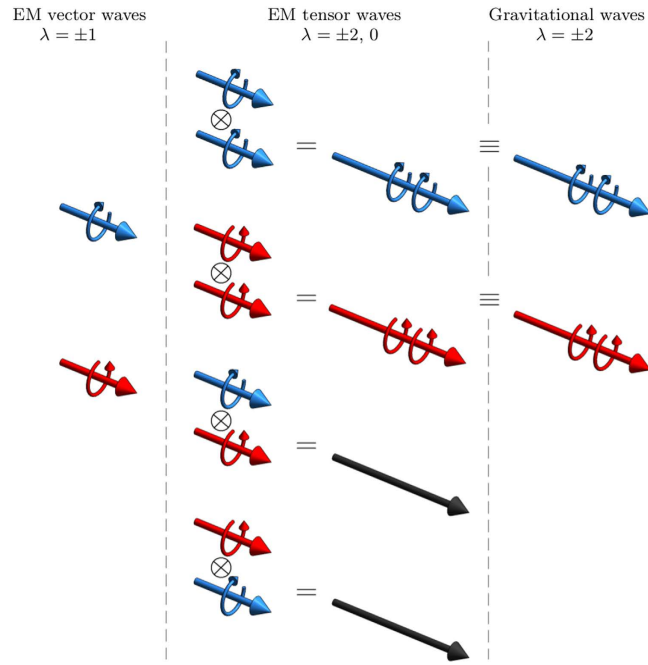 EM vector waves
λ = ±1
EM tensor waves
λ = ±2, 0
Gravitational waves
λ = ±2
⊗
= ≡
⊗
= ≡
⊗
=
⊗
=